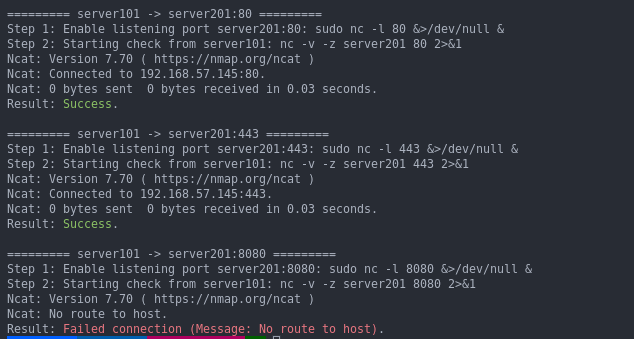 ========= server101 -> server201:80 =========
Step 1: Enable listening port server201:80: sudo nc -l 80 &>/dev/null &
Step 2: Starting check from server101: nc -v -z server201 80 2>&1
Ncat: Version 7.70 ( https://nmap.org/ncat )
Ncat: Connected to 192.168.57.145:80.
Ncat: 0 bytes sent  0 bytes received in 0.03 seconds.
Result: Success.

========= server101 -> server201:443 =========
Step 1: Enable listening port server201:443: sudo nc -l 443 &>/dev/null &
Step 2: Starting check from server101: nc -v -z server201 443 2>&1
Ncat: Version 7.70 ( https://nmap.org/ncat )
Ncat: Connected to 192.168.57.145:443.
Ncat: 0 bytes sent  0 bytes received in 0.03 seconds.
Result: Success.

========= server101 -> server201:8080 =========
Step 1: Enable listening port server201:8080: sudo nc -l 8080 &>/dev/null &
Step 2: Starting check from server101: nc -v -z server201 8080 2>&1
Ncat: Version 7.70 ( https://nmap.org/ncat )
Ncat: No route to host.
Result: Failed connection (Message: No route to host).